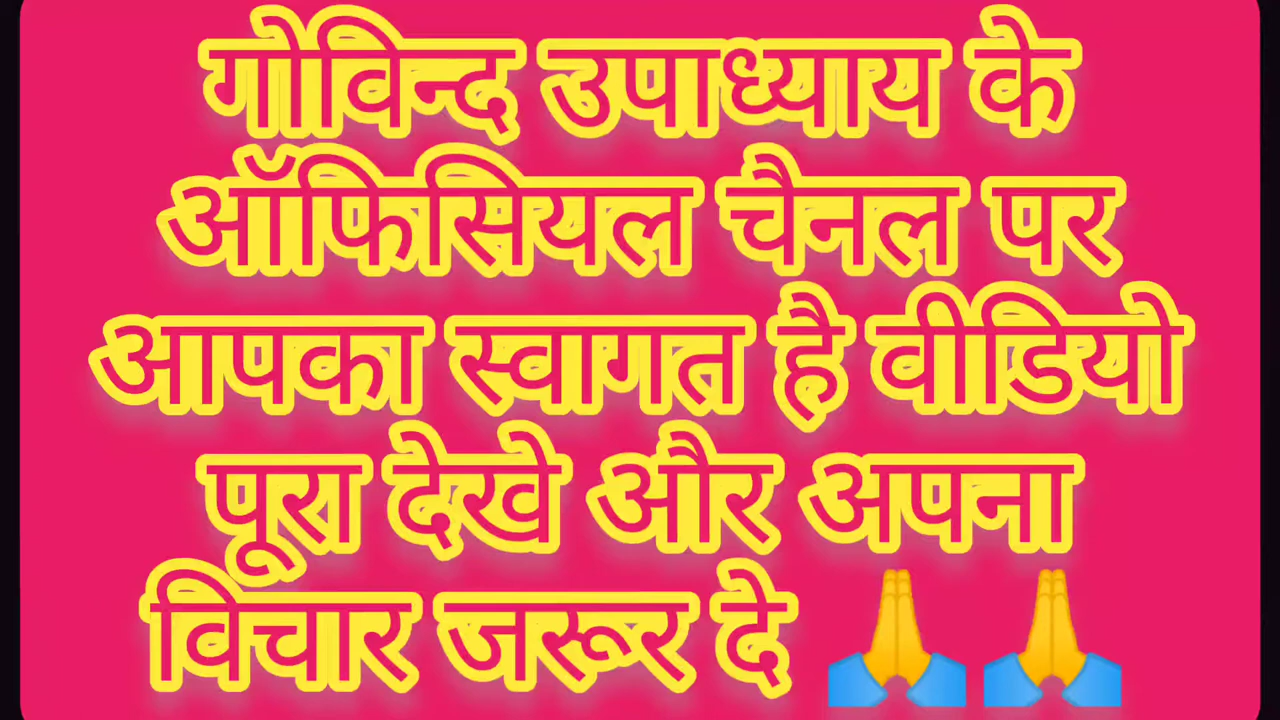 गोविन्द उपाध्याय के
ऑफिसियल चैनल पर
आपका स्वागत है वीडियो
पूरा देखे और अपना
विचार जरूर दे 🙏🙏